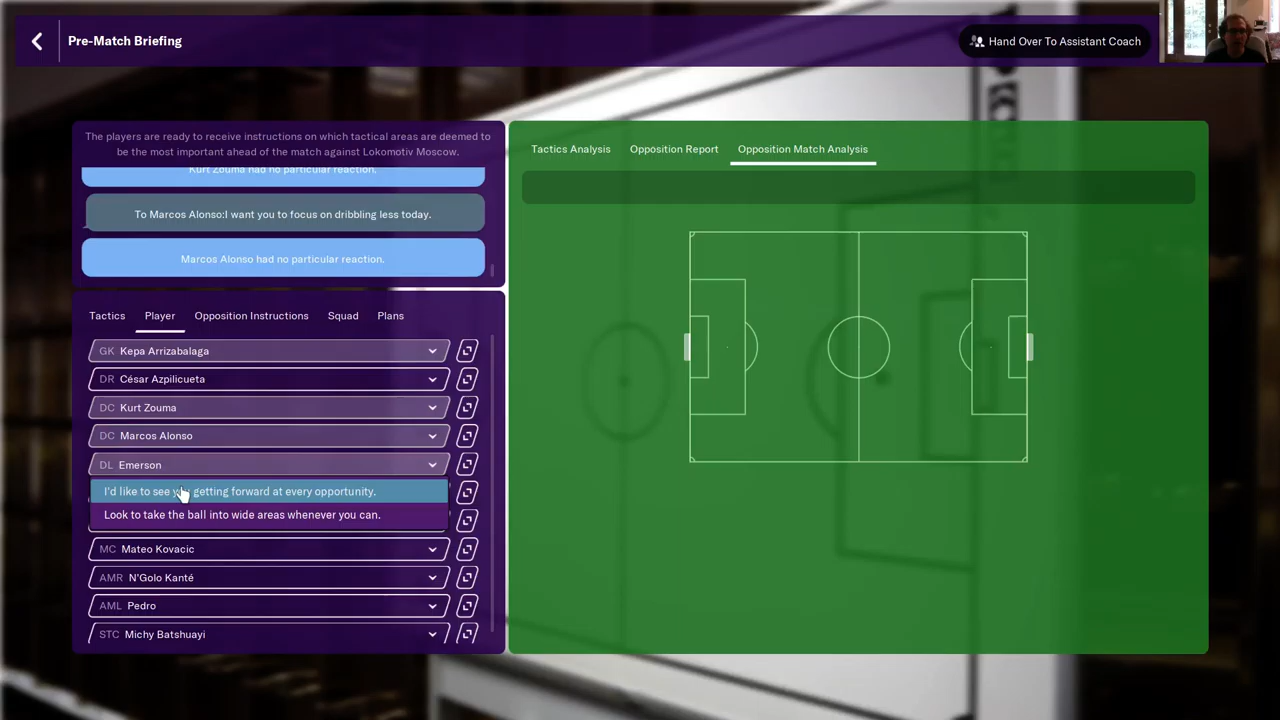 Pre-Match Briefing
Hand Over To Assistant Coach
The players are ready to receive instructions on which tactical areas are deemed to
be the most important ahead of the match against Lokomotiv Moscow.
Kurt Zouma had no particular reaction.
To Marcos Alonso:I want you to focus on dribbling less today.
Marcos Alonso had no particular reaction.
Tactics Player Opposition Instructions Squad Plans
GK Kepa Arrizabalaga
DR César Azpilicueta
DC Kurt Zouma
DC Marcos Alonso
DL Emerson
I'd like to see you getting forward at every opportunity.
Look to take the ball into wide areas whenever you can.
MC Mateo Kovacic
AMR N'Golo Kanté
AML Pedro
STC Michy Batshuayi
Tactics Analysis Opposition Report Opposition Match Analysis